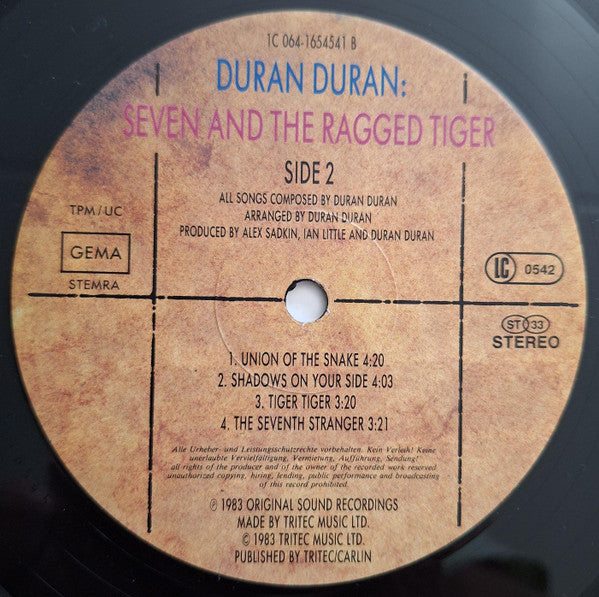 1C 064-1654541 B
DURAN DURAN:
SEVEN AND THE RAGGED TIGER
SIDE 2
ALL SONGS COMPOSED BY DURAN DURAN
ARRANGED BY DURAN DURAN
PRODUCED BY ALEX SADKIN, IAN LITTLE AND DURAN DURAN
TPM/UC
GEMA
STEMRA
LC 0542
ST 33
STEREO
1. UNION OF THE SNAKE 4:20
2. SHADOWS ON YOUR SIDE 4:03
3. TIGER TIGER 3:20
4. THE SEVENTH STRANGER 3:21
Alle Urheber- und Leistungsschutzrechte vorbehalten. Kein Verleih! Keine
unerlaubte Vervielfältigung, Vermietung, Aufführung, Sendung!
all rights of the producer and of the owner of the recorded work reserved
unauthorized copying, hiring, lending, public performance and broadcasting
of this record prohibited.
℗ 1983 ORIGINAL SOUND RECORDINGS
MADE BY TRITEC MUSIC LTD.
© 1983 TRITEC MUSIC LTD.
PUBLISHED BY TRITEC/CARLIN